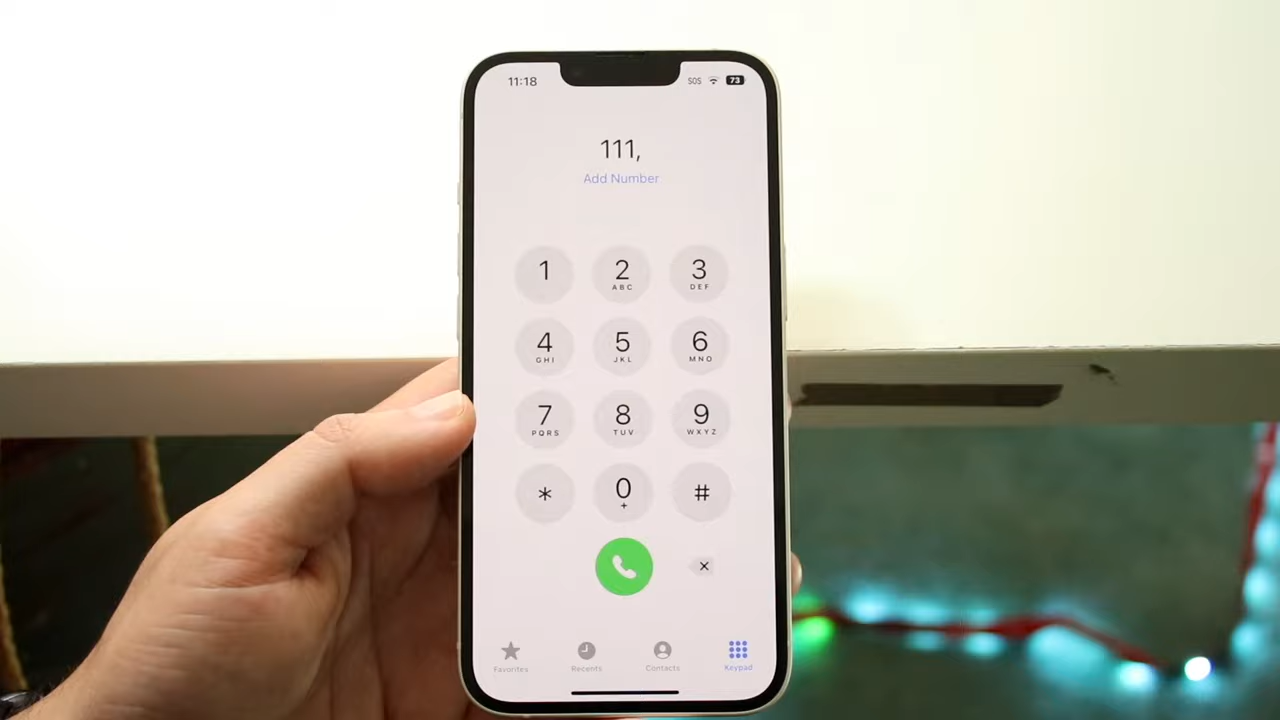 11:18 SOS 73
111,
Add Number
1 2 3
ABC DEF
4 5 6
GHI JKL MNO
7 8 9
PQRS TUV WXYZ
* 0 #
+
Favorites Recents Contacts Keypad